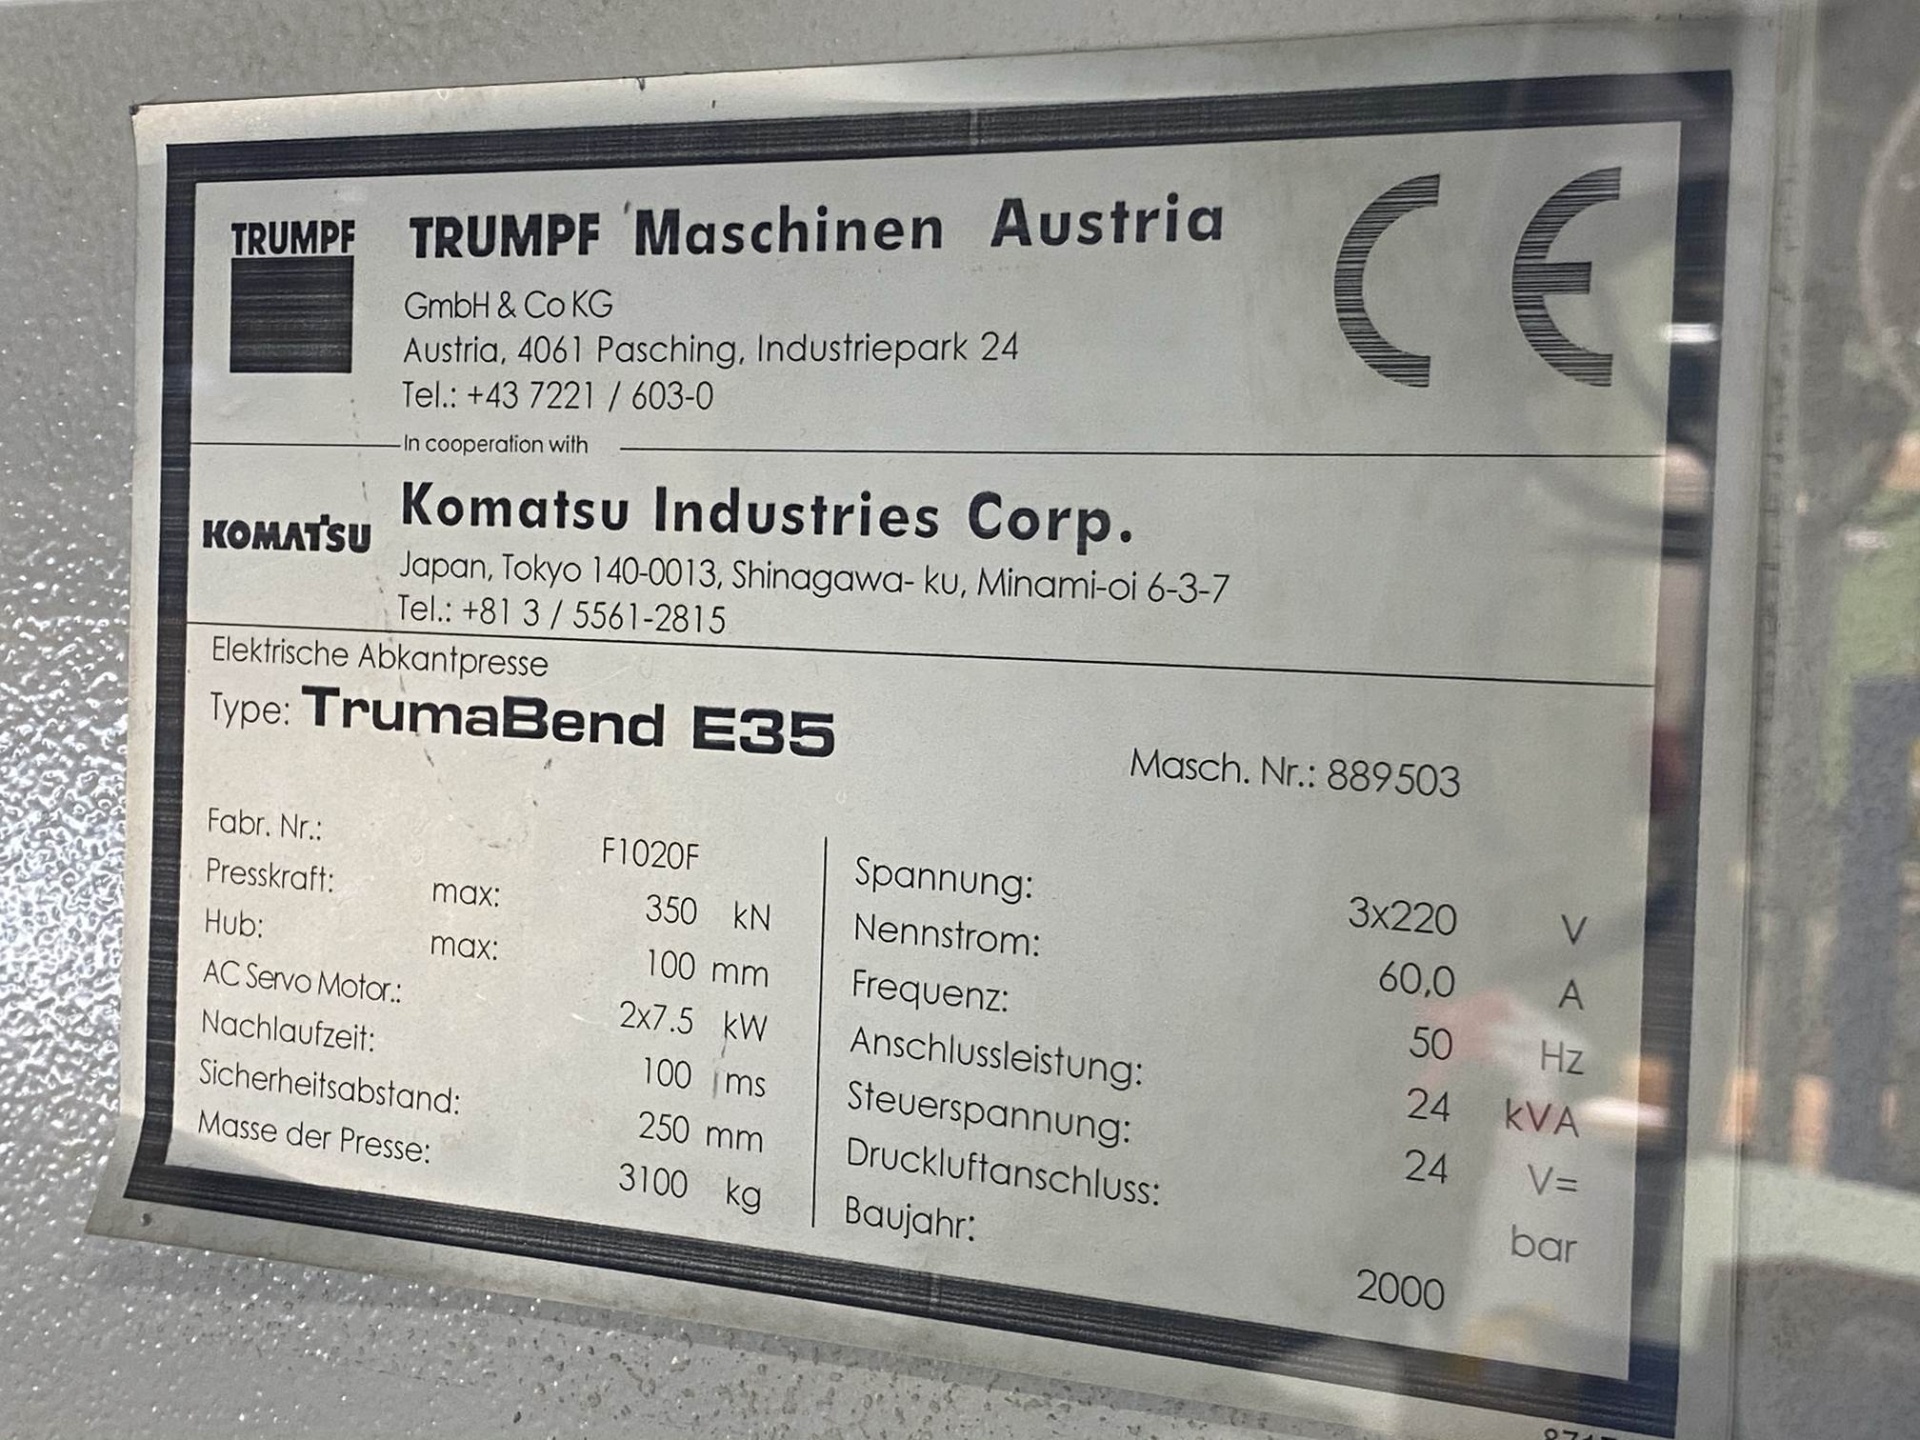 TRUMPF TRUMPF Maschinen Austria CE
GmbH & Co KG
Austria, 4061 Pasching, Industriepark 24
Tel.: +43 7221 / 603-0
In cooperation with
KOMATSU Komatsu Industries Corp.
Japan, Tokyo 140-0013, Shinagawa- ku, Minami-oi 6-3-7
Tel.: +81 3 / 5561-2815
Elektrische Abkantpresse
Type: TrumaBend E35
Masch. Nr.: 889503
Fabr. Nr.: F1020F
Presskraft: max: 350 kN
Hub: max: 100 mm
AC Servo Motor.: 2x7.5 kW
Nachlaufzeit: 100 ms
Sicherheitsabstand: 250 mm
Masse der Presse: 3100 kg
Spannung: 3x220 V
Nennstrom: 60,0 A
Frequenz: 50 Hz
Anschlussleistung: 24 kVA
Steuerspannung: 24 V=
Druckluftanschluss: bar
Baujahr: 2000